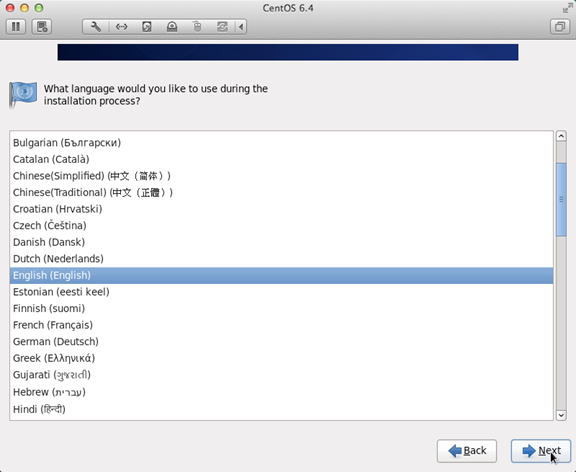 CentOS 6.4
What language would you like to use during the
installation process?
Bulgarian (Български)
Catalan (Català)
Chinese(Simplified) (中文（简体）)
Chinese(Traditional) (中文（正體）)
Croatian (Hrvatski)
Czech (Čeština)
Danish (Dansk)
Dutch (Nederlands)
English (English)
Estonian (eesti keel)
Finnish (suomi)
French (Français)
German (Deutsch)
Greek (Ελληνικά)
Gujarati (ગુજરાતી)
Hebrew (עברית)
Hindi (हिन्दी)
Back
Next